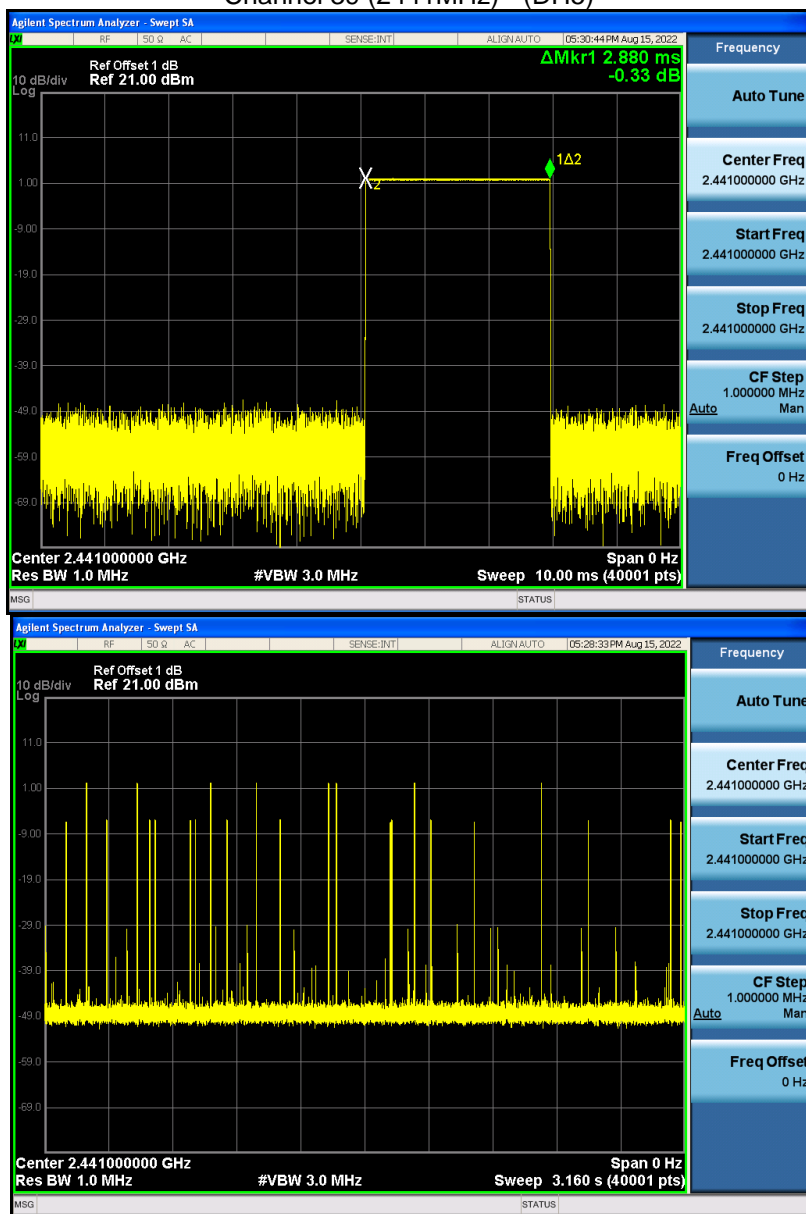 Agilent Spectrum Analyzer - Swept SA
LXI RF 50 Ω AC SENSE:INT ALIGN AUTO 05:30:44 PM Aug 15, 2022
Frequency
ΔMkr1 2.880 ms
-0.33 dB
Ref Offset 1 dB
10 dB/div Ref 21.00 dBm
Log
Auto Tune
11.0
1Δ2
Center Freq
2.441000000 GHz
1.00
2
-9.00
Start Freq
2.441000000 GHz
-19.0
Stop Freq
2.441000000 GHz
-29.0
-39.0
CF Step
1.000000 MHz
Auto Man
-49.0
-59.0
Freq Offset
0 Hz
-69.0
Center 2.441000000 GHz Span 0 Hz
Res BW 1.0 MHz #VBW 3.0 MHz Sweep 10.00 ms (40001 pts)
MSG STATUS
Agilent Spectrum Analyzer - Swept SA
LXI RF 50 Ω AC SENSE:INT ALIGN AUTO 05:28:33 PM Aug 15, 2022
Frequency
Ref Offset 1 dB
10 dB/div Ref 21.00 dBm
Log
Auto Tune
11.0
Center Freq
2.441000000 GHz
1.00
-9.00
Start Freq
2.441000000 GHz
-19.0
Stop Freq
2.441000000 GHz
-29.0
-39.0
CF Step
1.000000 MHz
Auto Man
-49.0
-59.0
Freq Offset
0 Hz
-69.0
Center 2.441000000 GHz Span 0 Hz
Res BW 1.0 MHz #VBW 3.0 MHz Sweep 3.160 s (40001 pts)
MSG STATUS